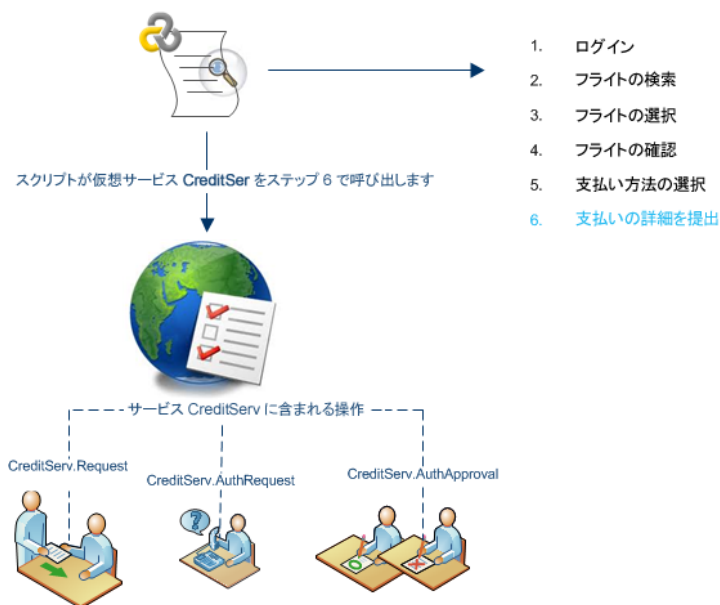 1. ログイン
2. フライトの検索
3. フライトの選択
4. フライトの確認
5. 支払い方法の選択
6. 支払いの詳細を提出
スクリプトが仮想サービス CreditSer をステップ 6 で呼び出します
サービス CreditServ に含まれる操作
CreditServ.Request
CreditServ.AuthRequest
CreditServ.AuthApproval